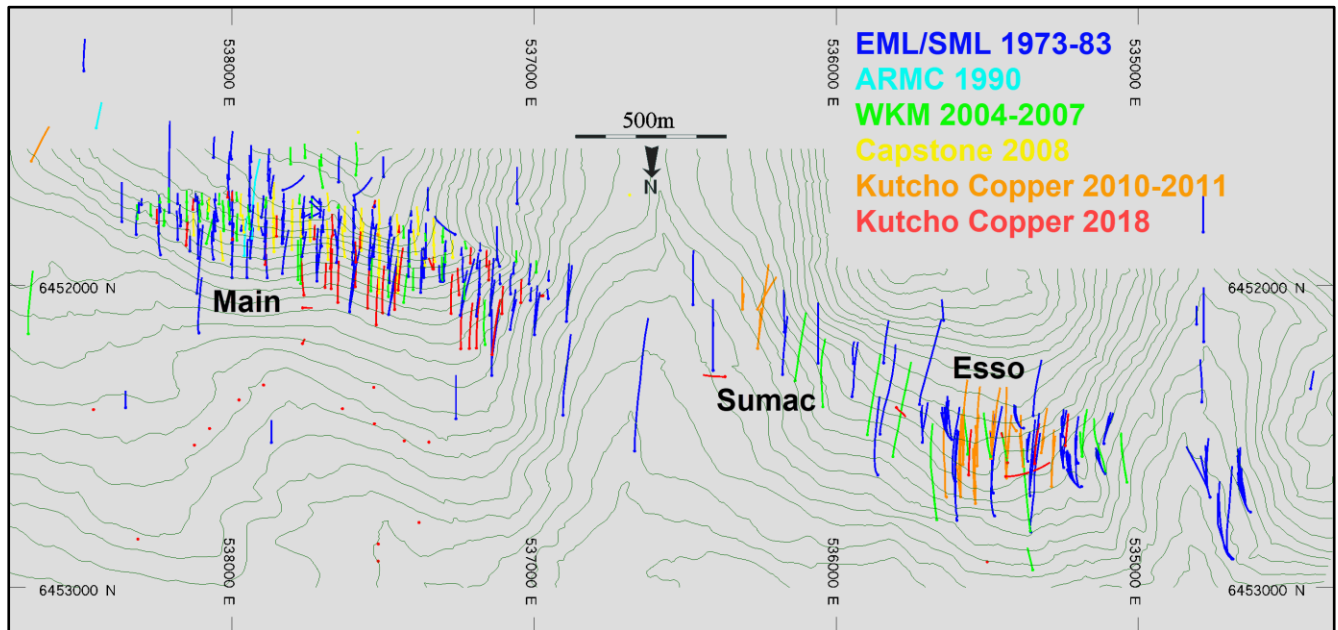 538000 E
537000 E
536000 E
535000 E
EML/SML 1973-83
ARMC 1990
WKM 2004-2007
Capstone 2008
Kutcho Copper 2010-2011
Kutcho Copper 2018
500m
N
6452000 N
6452000 N
Main
Sumac
Esso
538000 E
537000 E
536000 E
535000 E
6453000 N
6453000 N